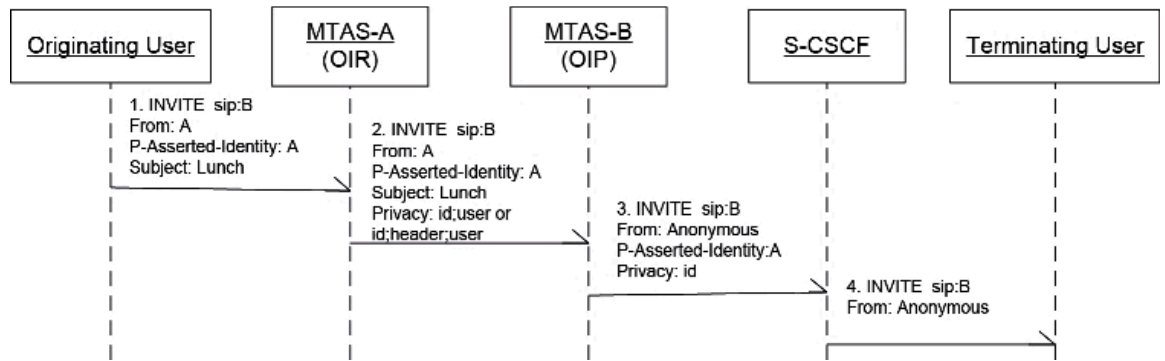 Originating User
MTAS-A
(OIR)
MTAS-B
(OIP)
S-CSCF
Terminating User
1. INVITE sip:B
From: A
P-Asserted-Identity: A
Subject: Lunch
2. INVITE sip:B
From: A
P-Asserted-Identity: A
Subject: Lunch
Privacy: id;user or
id;header;user
3. INVITE sip:B
From: Anonymous
P-Asserted-Identity:A
Privacy: id
4. INVITE sip:B
From: Anonymous